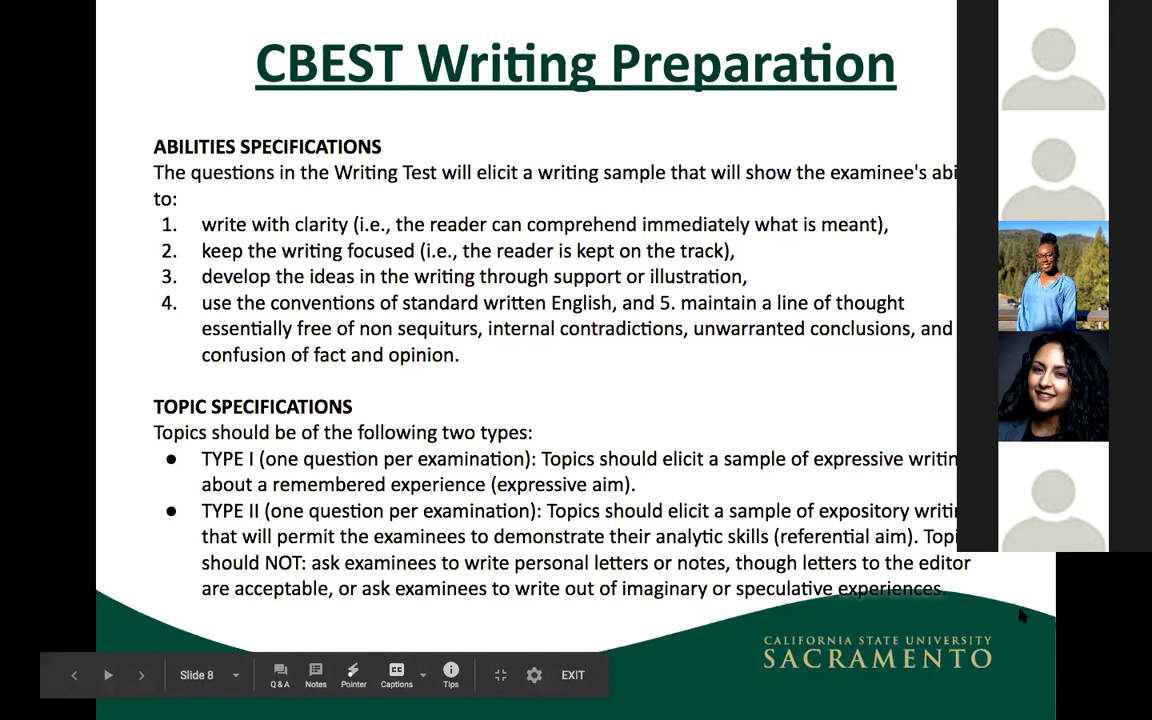 CBEST Writing Preparation
ABILITIES SPECIFICATIONS
The questions in the Writing Test will elicit a writing sample that will show the examinee's abi
to:
1. write with clarity (i.e., the reader can comprehend immediately what is meant),
2. keep the writing focused (i.e., the reader is kept on the track),
3. develop the ideas in the writing through support or illustration,
4. use the conventions of standard written English, and 5. maintain a line of thought
essentially free of non sequiturs, internal contradictions, unwarranted conclusions, and
confusion of fact and opinion.
TOPIC SPECIFICATIONS
Topics should be of the following two types:
● TYPE I (one question per examination): Topics should elicit a sample of expressive writin
about a remembered experience (expressive aim).
● TYPE II (one question per examination): Topics should elicit a sample of expository writi
that will permit the examinees to demonstrate their analytic skills (referential aim). Topi
should NOT: ask examinees to write personal letters or notes, though letters to the editor
are acceptable, or ask examinees to write out of imaginary or speculative experiences.
CALIFORNIA STATE UNIVERSITY
SACRAMENTO
Slide 8
Q&A
Notes
Pointer
CC
Captions
Tips
EXIT